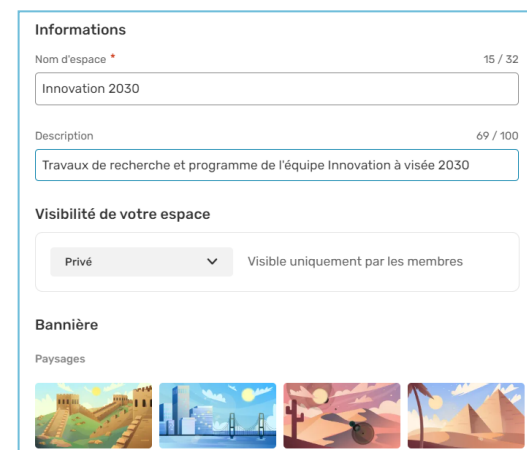 Informations
Nom d'espace * 15 / 32
Innovation 2030
Description 69 / 100
Travaux de recherche et programme de l'équipe Innovation à visée 2030
Visibilité de votre espace
Privé Visible uniquement par les membres
Bannière
Paysages